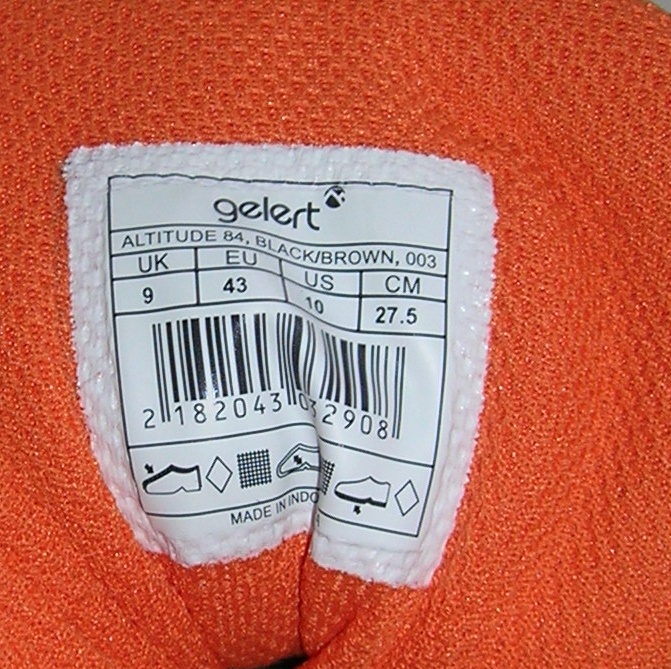 gelert
ALTITUDE 84, BLACK/BROWN, 003
UK EU US CM
9 43 10 27.5
2 182043 032908
MADE IN